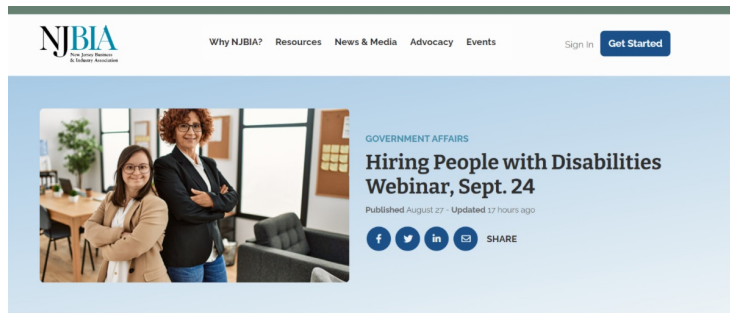 NJBIA
New Jersey Business
& Industry Association
Why NJBIA? Resources News & Media Advocacy Events
Sign In Get Started
GOVERNMENT AFFAIRS
Hiring People with Disabilities
Webinar, Sept. 24
Published August 27 - Updated 17 hours ago
SHARE